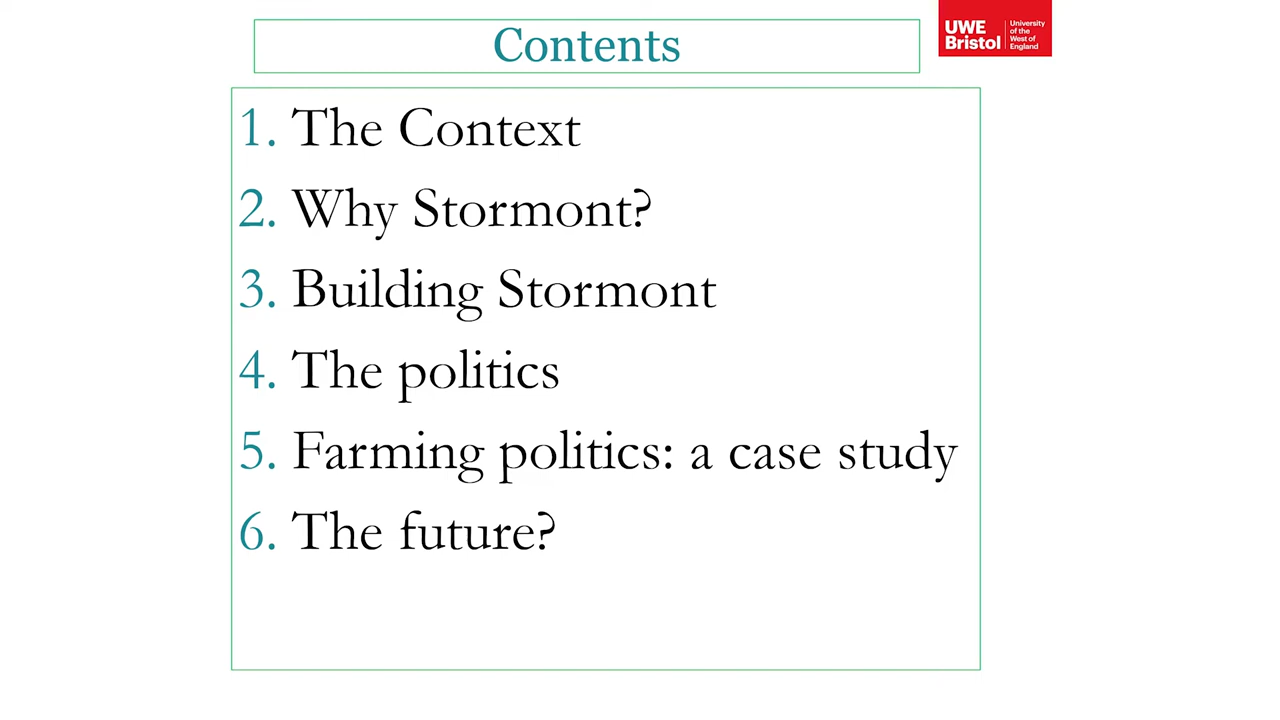 Contents
UWE
Bristol
University
of the
West of
England
1. The Context
2. Why Stormont?
3. Building Stormont
4. The politics
5. Farming politics: a case study
6. The future?